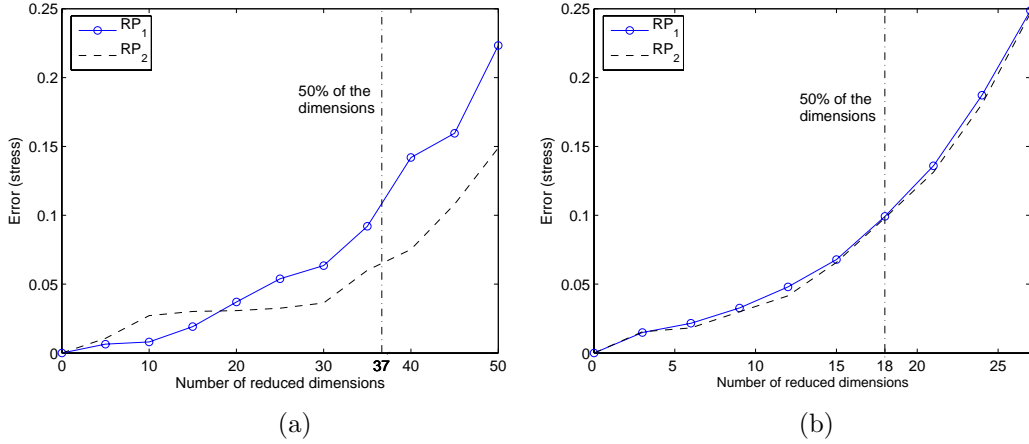 0.25
0.2
0.15
0.1
0.05
0
Error (stress)
RP1
RP2
50% of the
dimensions
0 10 20 30 37 40 50
Number of reduced dimensions
(a)
0.25
0.2
0.15
0.1
0.05
0
Error (stress)
RP1
RP2
50% of the
dimensions
0 5 10 15 18 20 25
Number of reduced dimensions
(b)